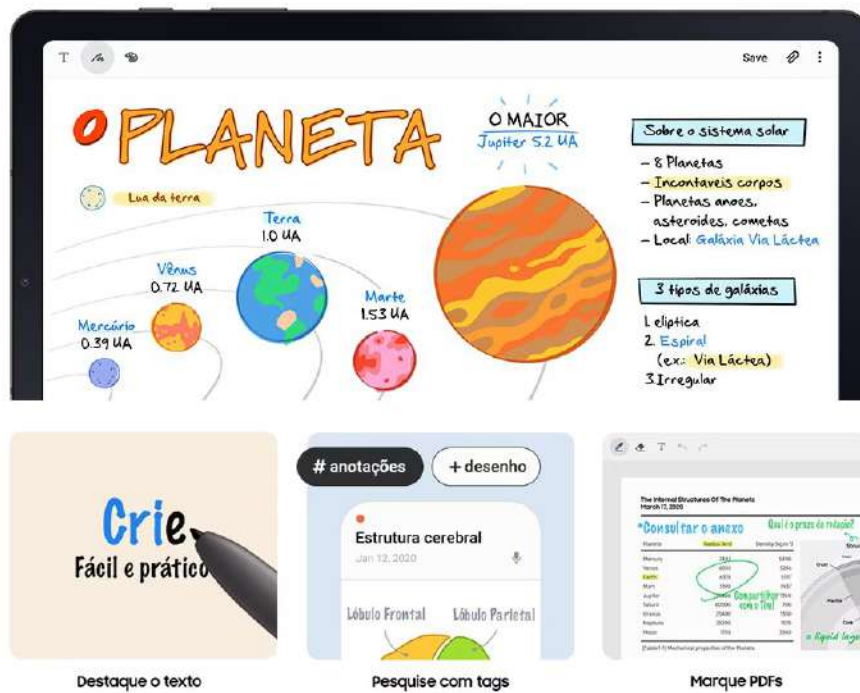 T
Save
O PLANETA
O MAIOR
Jupiter 5.2 UA
Lua da terra
Terra
1.0 UA
Vênus
0.72 UA
Marte
1.53 UA
Mercúrio
0.39 UA
Sobre o sistema solar
- 8 Planetas
- Incontaveis corpos
- Planetas anoes,
asteroides, cometas
- Local: Galáxia Via Láctea
3 tipos de galáxias
1. eliptica
2. Espiral
(ex.: Via Láctea)
3. Irregular
Crie
Fácil e prático
Destaque o texto
# anotações
+ desenho
Estrutura cerebral
Jan 12, 2020
Lóbulo Frontal
Lóbulo Parietal
Pesquise com tags
T
The Internal Structures Of The Planets
March 17, 2020
*Consultar o anexo
Qual é o prazo de redação?
Mercury
Venus
Earth
Mars
Jupiter
Saturn
Uranus
Neptune
Moon
Compartilhar
com o Time
Marque PDFs